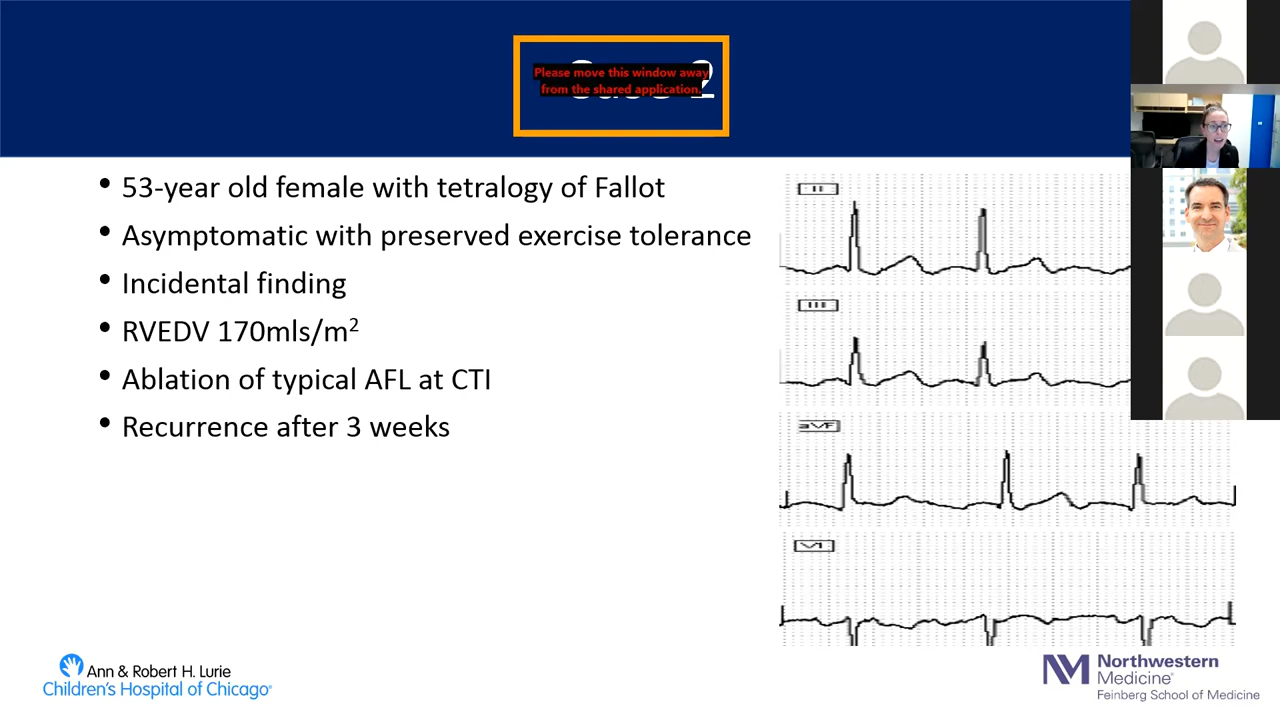 Please move this window away
from the shared application.
2
• 53-year old female with tetralogy of Fallot
• Asymptomatic with preserved exercise tolerance
• Incidental finding
• RVEDV 170mls/m²
• Ablation of typical AFL at CTI
• Recurrence after 3 weeks
II
III
aVF
V1
Ann & Robert H. Lurie
Children's Hospital of Chicago®
NM
Northwestern
Medicine®
Feinberg School of Medicine